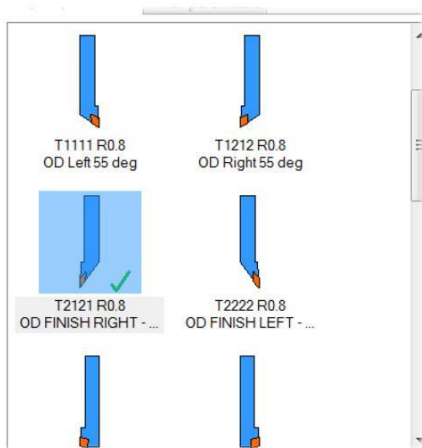 T1111 R0.8
OD Left 55 deg
T1212 R0.8
OD Right 55 deg
T2121 R0.8
OD FINISH RIGHT - ...
T2222 R0.8
OD FINISH LEFT - ...